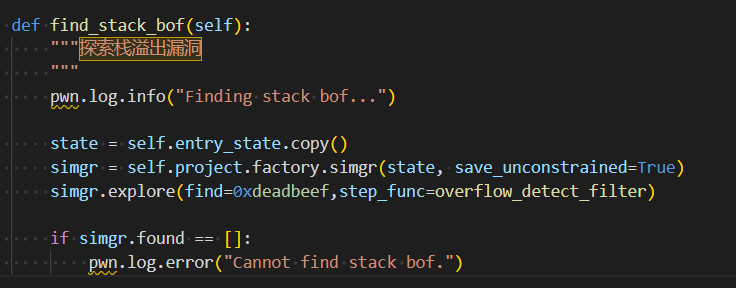 def find_stack_bof(self):
    """探索栈溢出漏洞
    """
    pwn.log.info("Finding stack bof...")
    state = self.entry_state.copy()
    simgr = self.project.factory.simgr(state, save_unconstrained=True)
    simgr.explore(find=0xdeadbeef,step_func=overflow_detect_filter)
    if simgr.found == []:
        pwn.log.error("Cannot find stack bof.")